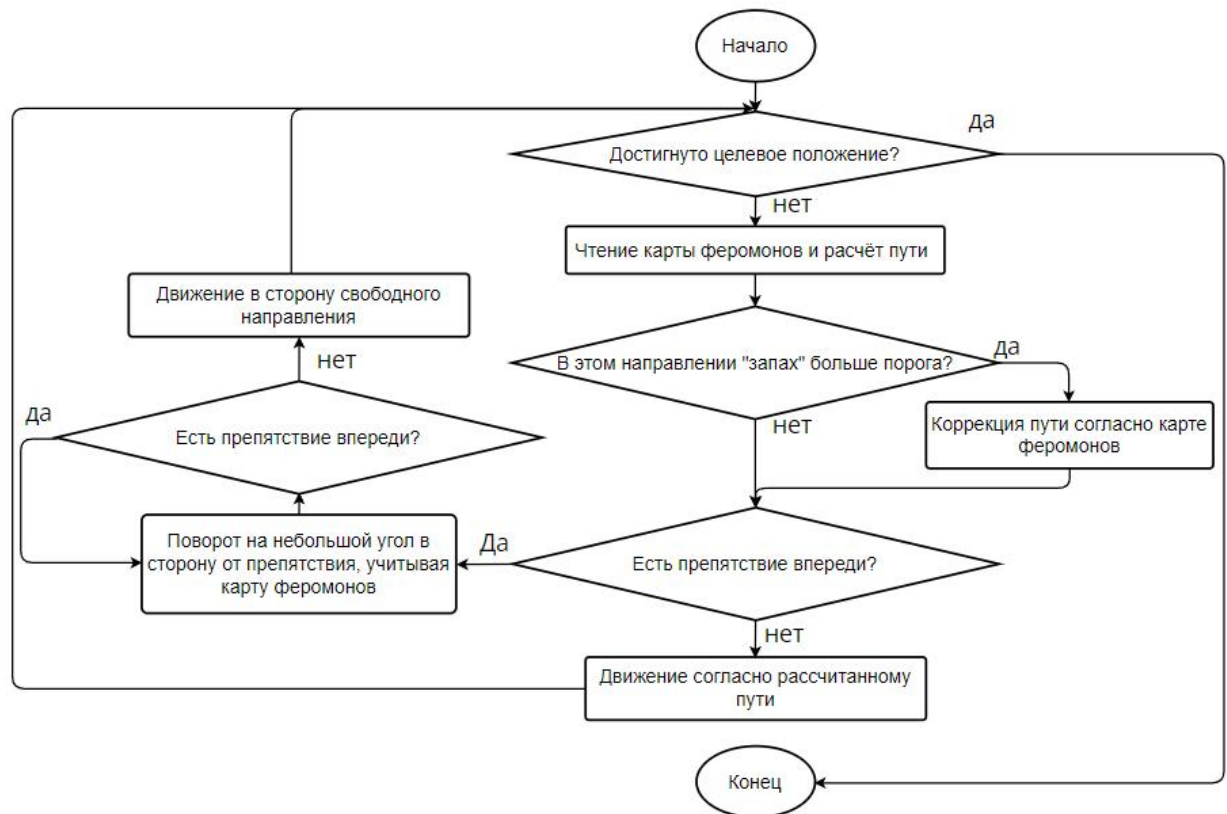 Начало
да
Достигнуто целевое положение?
нет
Чтение карты феромонов и расчёт пути
Движение в сторону свободного
направления
нет
В этом направлении "запах" больше порога?
да
да
Есть препятствие впереди?
нет
Коррекция пути согласно карте
феромонов
Поворот на небольшой угол в
сторону от препятствия, учитывая
карту феромонов
Да
Есть препятствие впереди?
нет
Движение согласно рассчитанному
пути
Конец